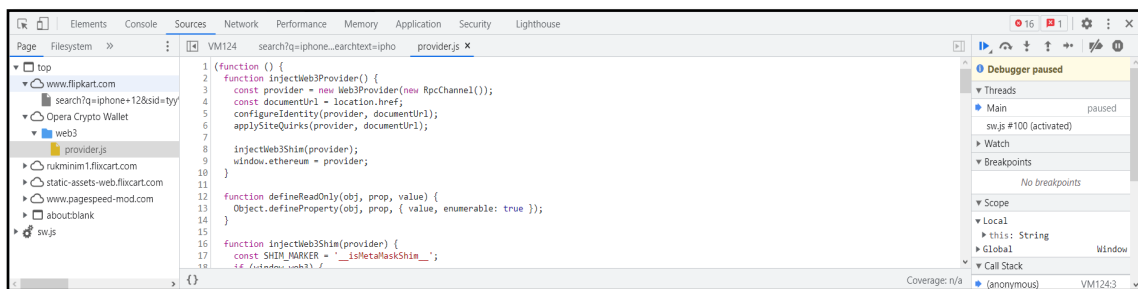 Elements Console Sources Network Performance Memory Application Security Lighthouse 16 1
Page Filesystem » VM124 search?q=iphone...earchtext=ipho provider.js ×
top
www.flipkart.com
search?q=iphone+12&sid=tyy
Opera Crypto Wallet
web3
provider.js
rukminim1.flixcart.com
static-assets-web.flixcart.com
www.pagespeed-mod.com
about:blank
sw.js
1 (function () {
2 function injectWeb3Provider() {
3 const provider = new Web3Provider(new RpcChannel());
4 const documentUrl = location.href;
5 configureIdentity(provider, documentUrl);
6 applySiteQuirks(provider, documentUrl);
7
8 injectWeb3Shim(provider);
9 window.ethereum = provider;
10 }
11
12 function defineReadOnly(obj, prop, value) {
13 Object.defineProperty(obj, prop, { value, enumerable: true });
14 }
15
16 function injectWeb3Shim(provider) {
17 const SHIM_MARKER = '__isMetaMaskShim__';
18 if (window.web3) {
{} Coverage: n/a
Debugger paused
Threads
Main paused
sw.js #100 (activated)
Watch
Breakpoints
No breakpoints
Scope
Local
this: String
Global Window
Call Stack
(anonymous) VM124:3